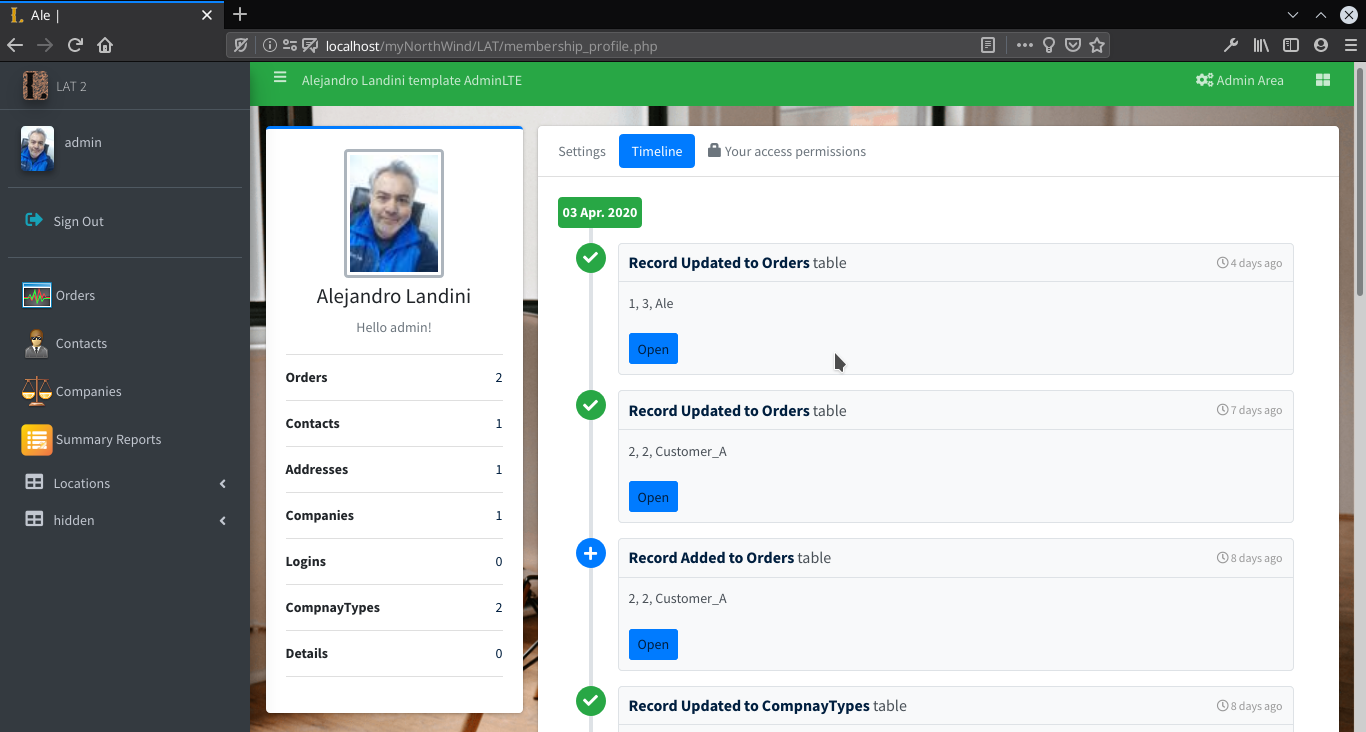 Ale |
localhost/myNorthWind/LAT/membership_profile.php
LAT 2
Alejandro Landini template AdminLTE
Admin Area
admin
Sign Out
Orders
Contacts
Companies
Summary Reports
Locations
hidden
Alejandro Landini
Hello admin!
Orders 2
Contacts 1
Addresses 1
Companies 1
Logins 0
CompnayTypes 2
Details 0
Settings Timeline Your access permissions
03 Apr. 2020
Record Updated to Orders table 4 days ago
1, 3, Ale
Open
Record Updated to Orders table 7 days ago
2, 2, Customer_A
Open
Record Added to Orders table 8 days ago
2, 2, Customer_A
Open
Record Updated to CompnayTypes table 8 days ago